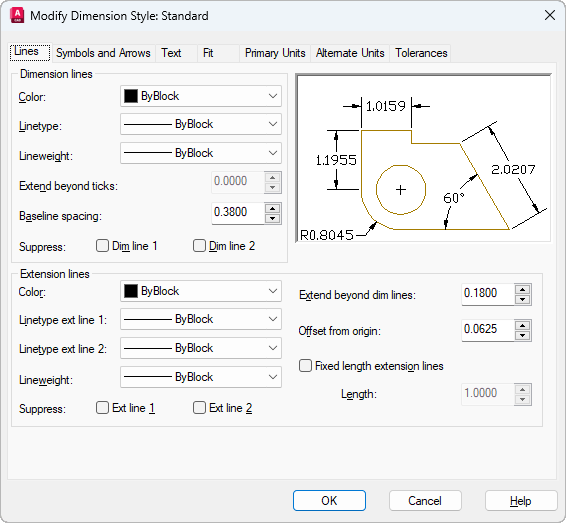 A
CAD
Modify Dimension Style: Standard
Lines
Symbols and Arrows
Text
Fit
Primary Units
Alternate Units
Tolerances
Dimension lines
Color:
ByBlock
Linetype:
ByBlock
Lineweight:
ByBlock
Extend beyond ticks:
0.0000
Baseline spacing:
0.3800
Suppress:
Dim line 1
Dim line 2
1.0159
1.1955
2.0207
60°
R0.8045
Extension lines
Color:
ByBlock
Linetype ext line 1:
ByBlock
Linetype ext line 2:
ByBlock
Lineweight:
ByBlock
Suppress:
Ext line 1
Ext line 2
Extend beyond dim lines:
0.1800
Offset from origin:
0.0625
Fixed length extension lines
Length:
1.0000
OK
Cancel
Help